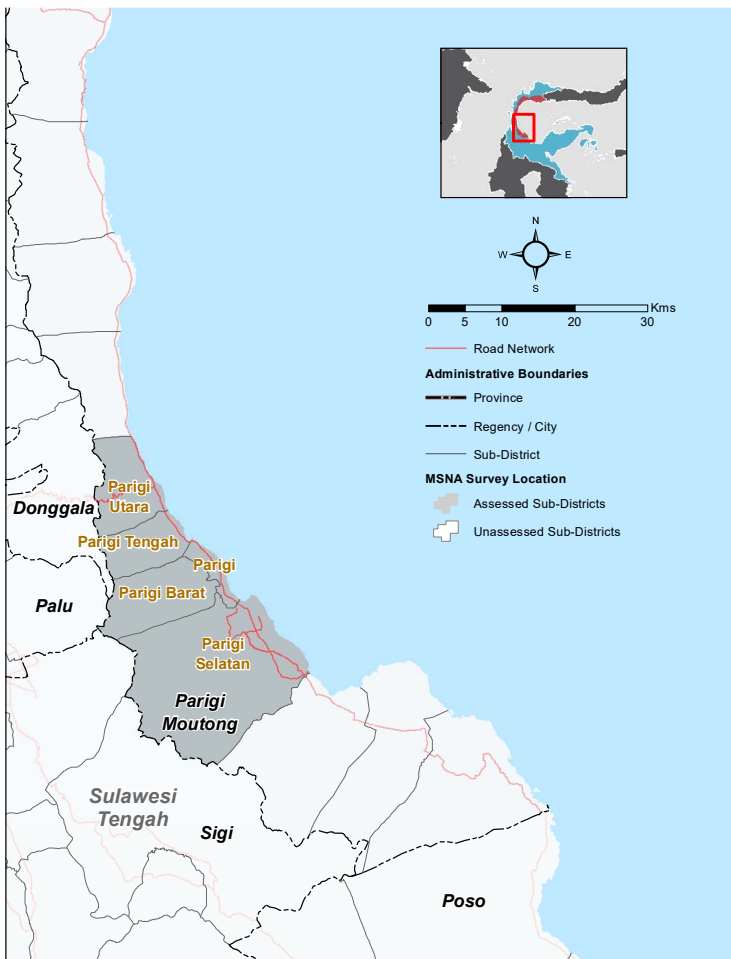 N
W
E
S
Kms
0 5 10 20 30
Road Network
Administrative Boundaries
Province
Regency / City
Sub-District
MSNA Survey Location
Assessed Sub-Districts
Unassessed Sub-Districts
Parigi
Utara
Donggala
Parigi Tengah
Parigi
Parigi Barat
Palu
Parigi
Selatan
Parigi
Moutong
Sulawesi
Tengah
Sigi
Poso